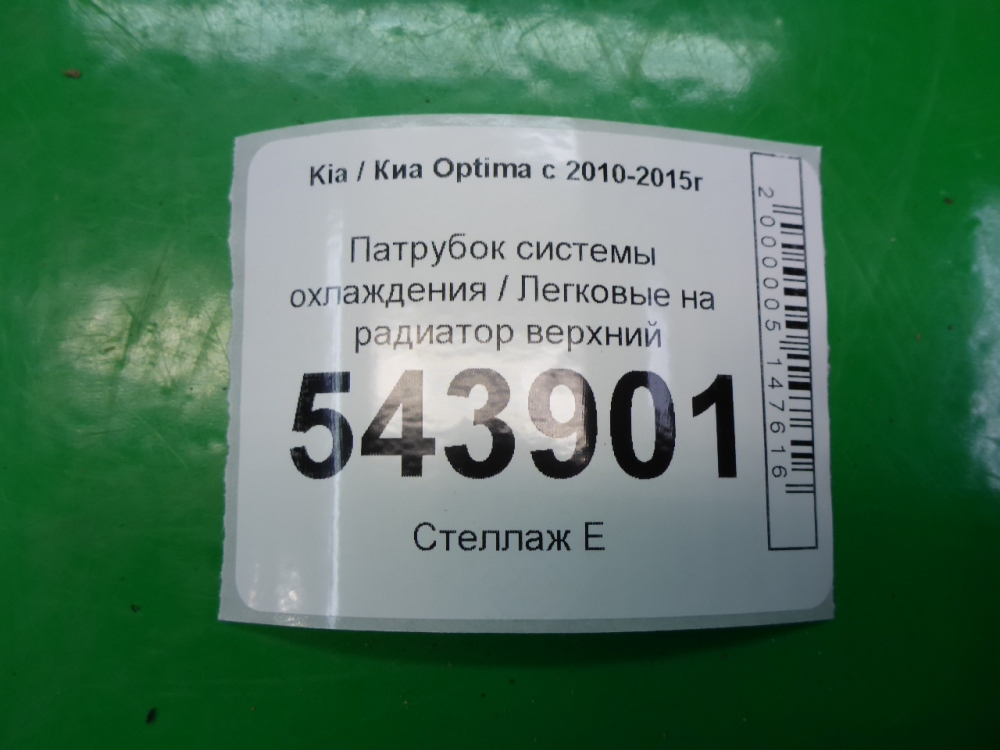 Kia / Киа Optima с 2010-2015г
Патрубок системы
охлаждения / Легковые на
радиатор верхний
543901
Стеллаж Е
2000005147616